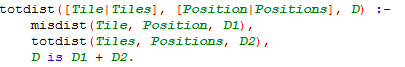 totdist([Tile|Tiles], [Position|Positions], D) :-
misdist(Tile, Position, D1),
totdist(Tiles, Positions, D2),
D is D1 + D2.